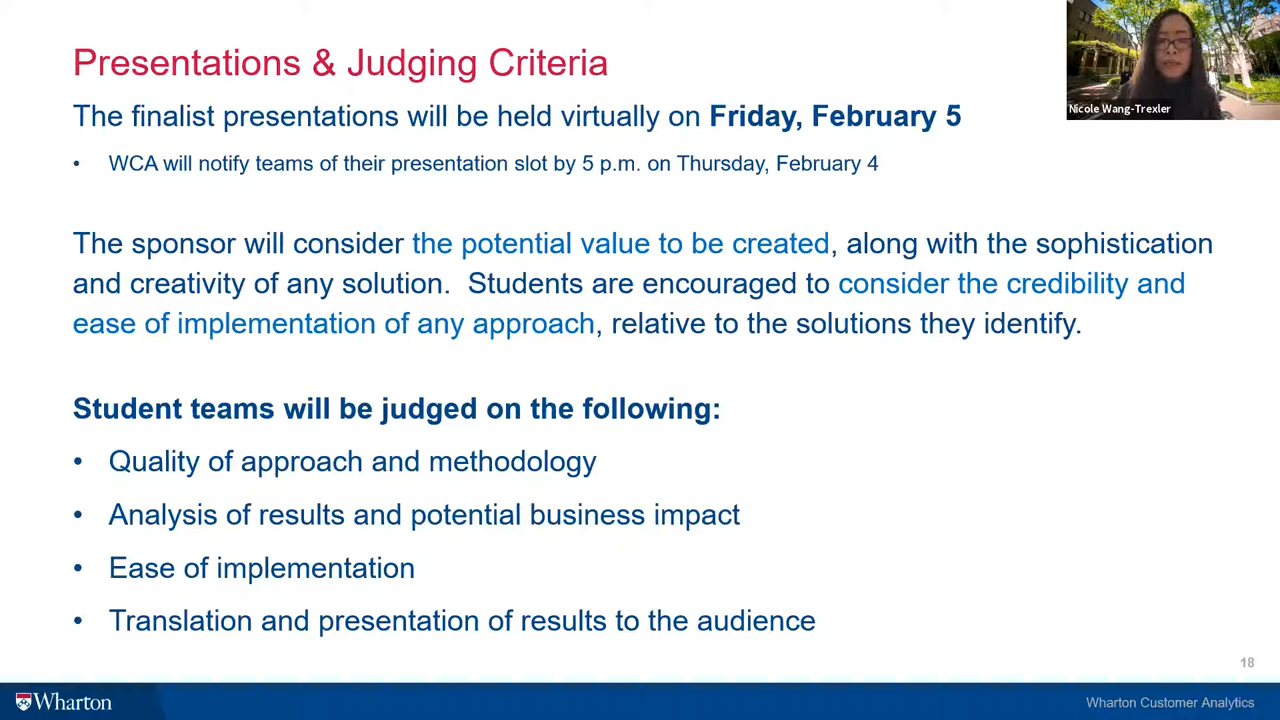 Presentations & Judging Criteria
Nicole Wang-Trexler
The finalist presentations will be held virtually on Friday, February 5
• WCA will notify teams of their presentation slot by 5 p.m. on Thursday, February 4
The sponsor will consider the potential value to be created, along with the sophistication
and creativity of any solution.  Students are encouraged to consider the credibility and
ease of implementation of any approach, relative to the solutions they identify.
Student teams will be judged on the following:
• Quality of approach and methodology
• Analysis of results and potential business impact
• Ease of implementation
• Translation and presentation of results to the audience
18
Wharton
Wharton Customer Analytics